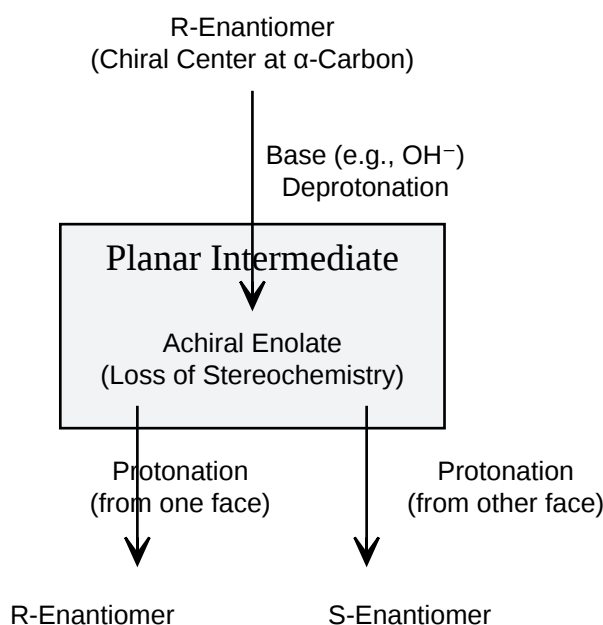 R-Enantiomer
(Chiral Center at α-Carbon)
Base (e.g., OH⁻)
Deprotonation
Planar Intermediate
Achiral Enolate
(Loss of Stereochemistry)
Protonation
(from one face)
Protonation
(from other face)
R-Enantiomer
S-Enantiomer